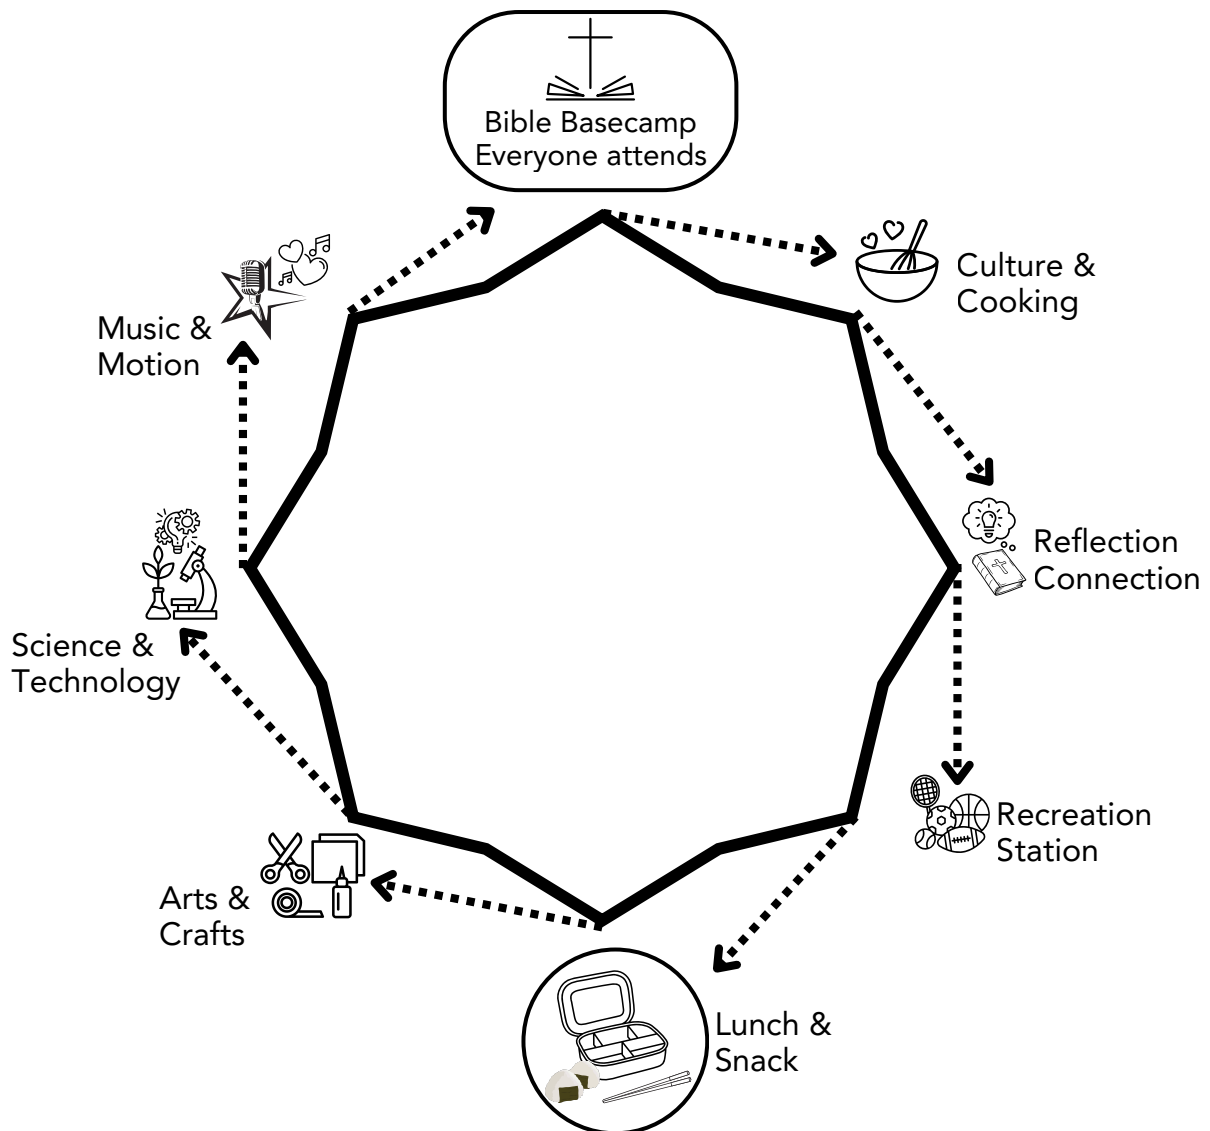 Bible Basecamp
Everyone attends
Culture &
Cooking
Reflection
Connection
Recreation
Station
Lunch &
Snack
Arts &
Crafts
Science &
Technology
Music &
Motion